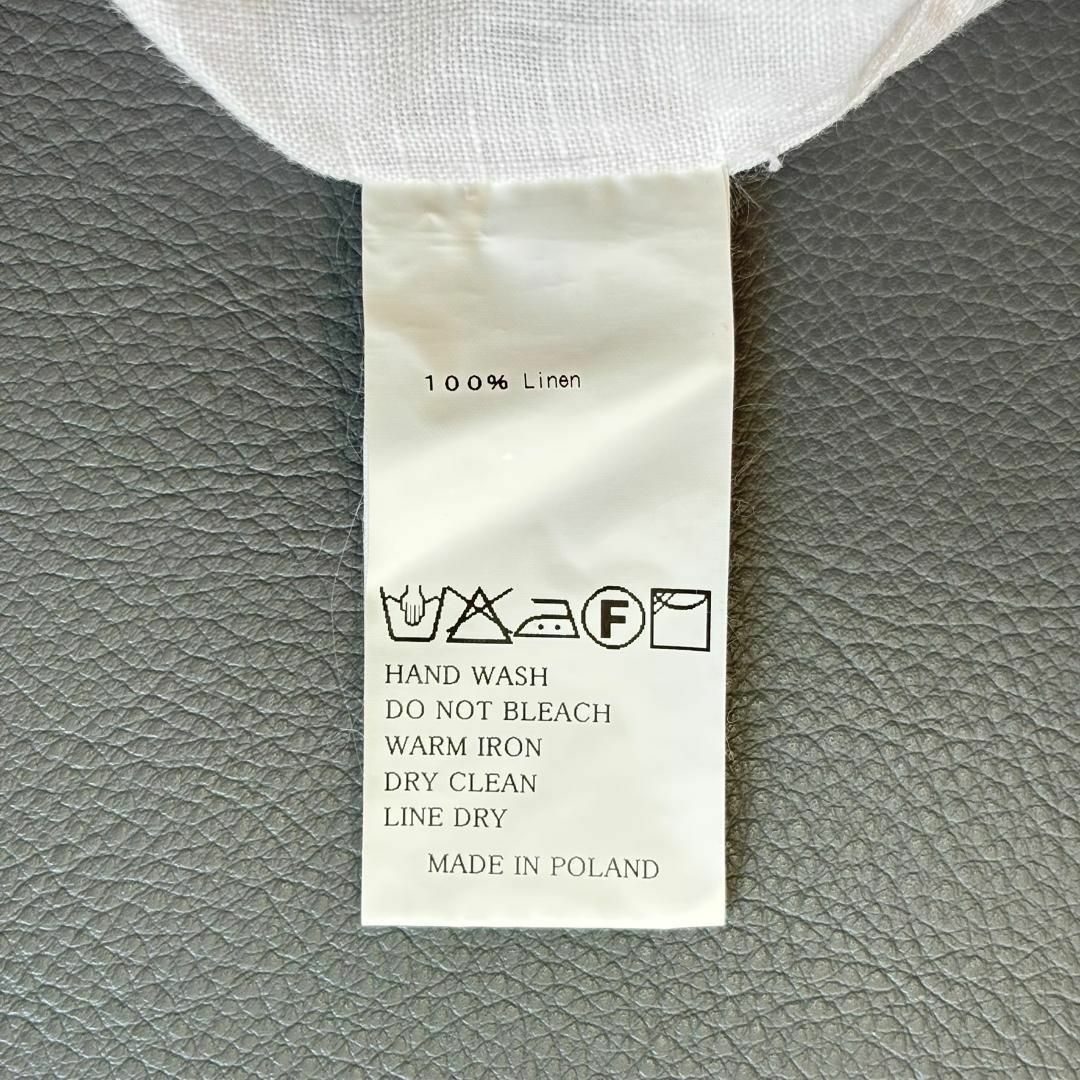 100% Linen
F
HAND WASH
DO NOT BLEACH
WARM IRON
DRY CLEAN
LINE DRY
MADE IN POLAND